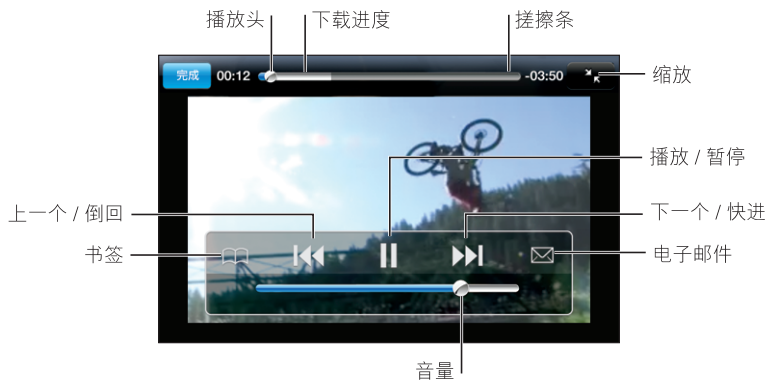 播放头 下载进度 搓擦条
完成 00:12 -03:50 缩放
播放 / 暂停
上一个 / 倒回 下一个 / 快进
书签 电子邮件
音量